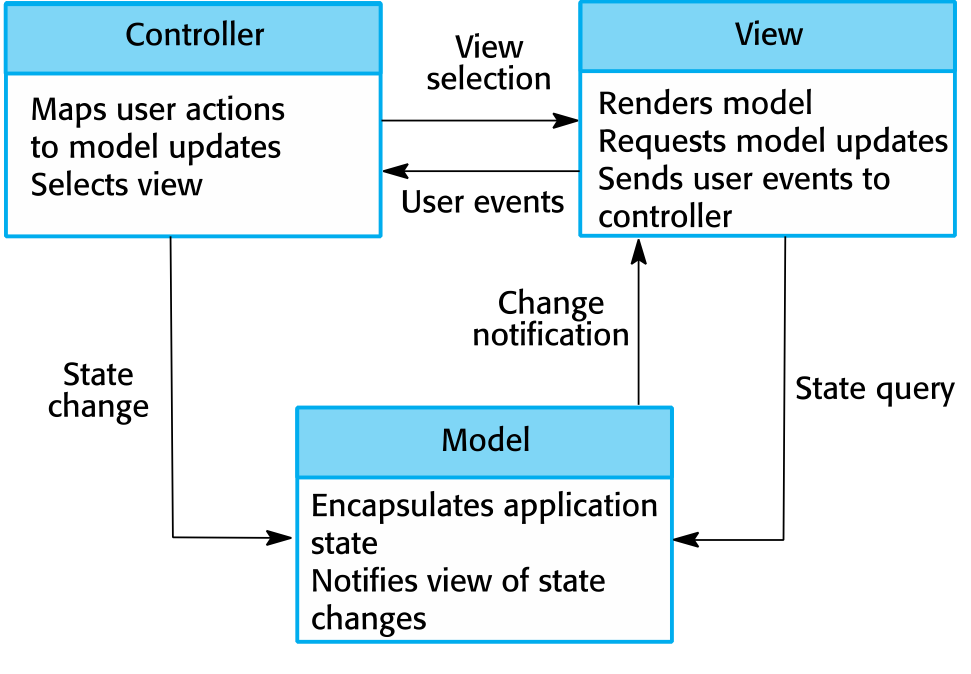 Controller
Maps user actions
to model updates
Selects view
View
selection
User events
View
Renders model
Requests model updates
Sends user events to
controller
Change
notification
State
change
State query
Model
Encapsulates application
state
Notifies view of state
changes